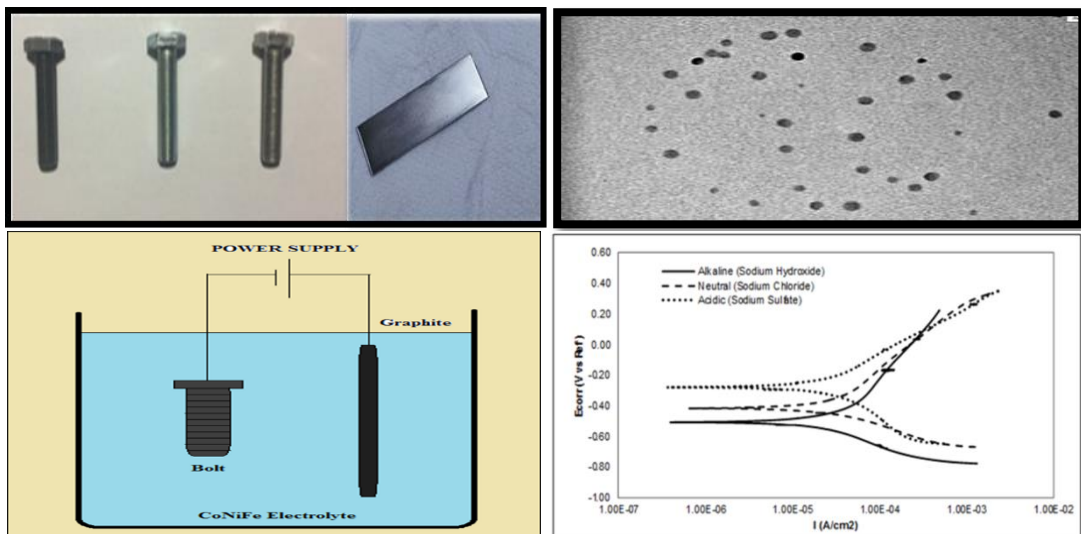 POWER SUPPLY
Graphite
Bolt
CoNiFe Electrolyte
0.60
0.40
0.20
0.00
-0.20
-0.40
-0.60
-0.80
-1.00
Ecorr (V vs Ref)
Alkaline (Sodium Hydroxide)
Neutral (Sodium Chloride)
Acidic (Sodium Sulfate)
1.00E-07
1.00E-06
1.00E-05
1.00E-04
1.00E-03
1.00E-02
I (A/cm2)